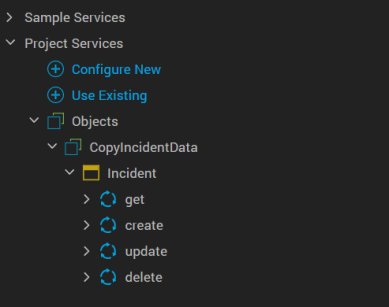 Sample Services
Project Services
Configure New
Use Existing
Objects
CopyIncidentData
Incident
get
create
update
delete